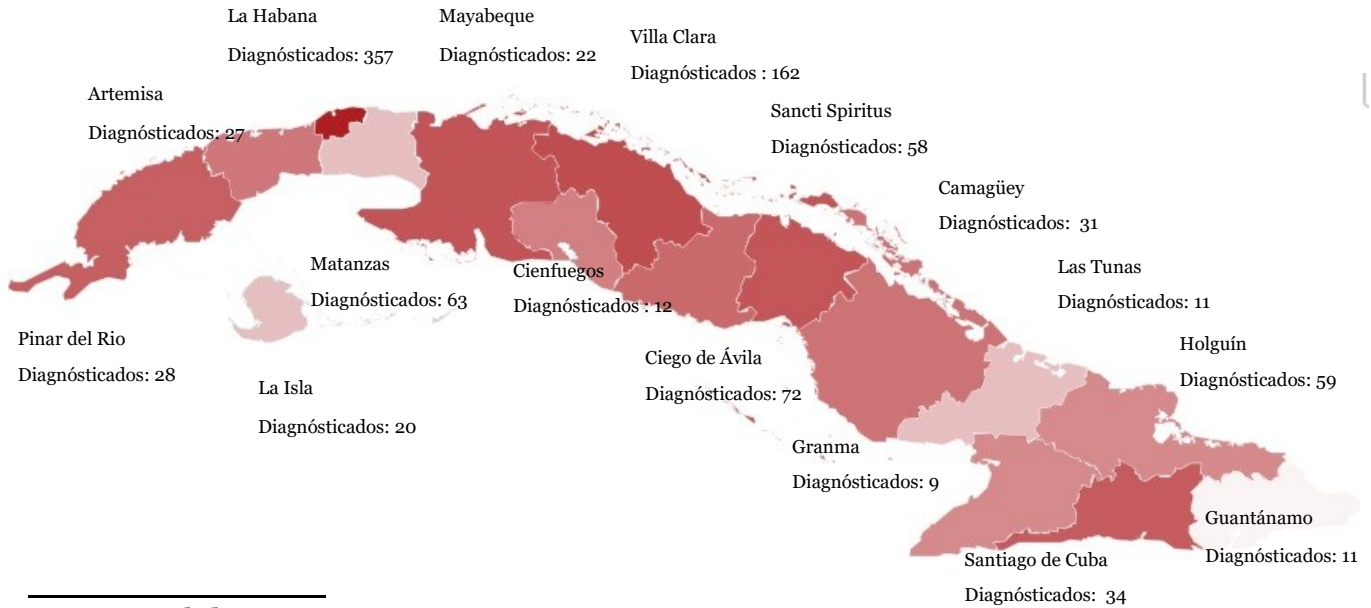 La Habana
Diagnósticados: 357
Mayabeque
Diagnósticados: 22
Villa Clara
Diagnósticados : 162
Artemisa
Diagnósticados: 27
Sancti Spiritus
Diagnósticados: 58
Camagüey
Diagnósticados: 31
Matanzas
Diagnósticados: 63
Cienfuegos
Diagnósticados : 12
Las Tunas
Diagnósticados: 11
Pinar del Rio
Diagnósticados: 28
La Isla
Diagnósticados: 20
Ciego de Ávila
Diagnósticados: 72
Holguín
Diagnósticados: 59
Granma
Diagnósticados: 9
Guantánamo
Diagnósticados: 11
Santiago de Cuba
Diagnósticados: 34